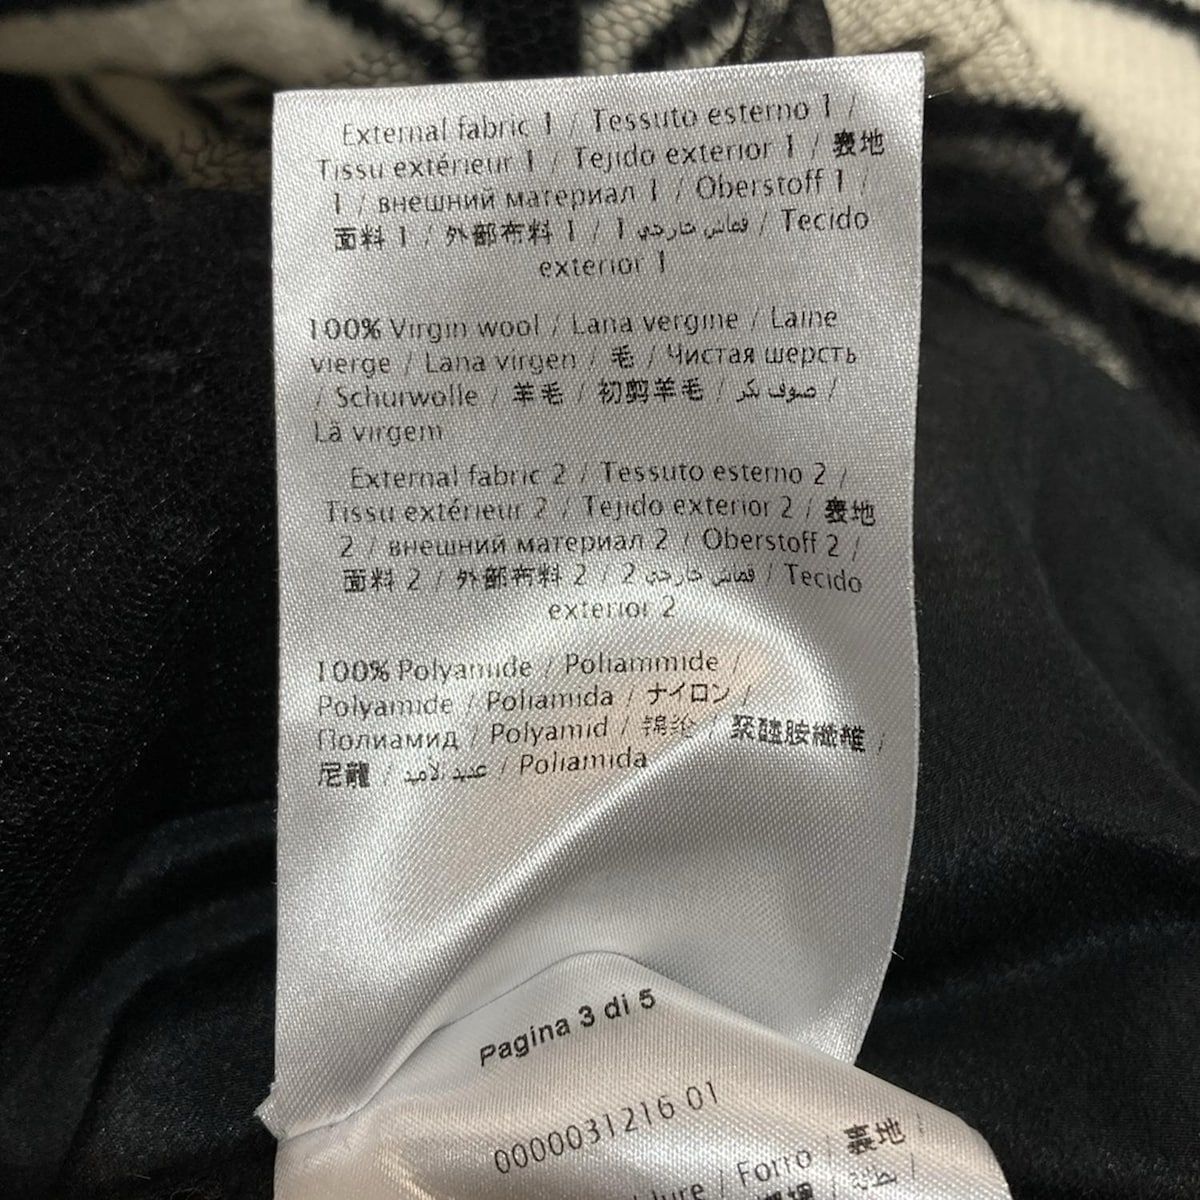 External fabric 1 / Tessuto esterno 1 /
Tissu extérieur 1 / Tejido exterior 1 / 表地
1 / внешний материал 1 / Oberstoff 1 /
面料 1 / 外部布料 1 / قماش خارجي 1 / Tecido
exterior 1
100% Virgin wool / Lana vergine / Laine
vierge / Lana virgen / 毛 / Чистая шерсть
/ Schurwolle / 羊毛 / 初剪羊毛 / صوف بكر /
Lã virgem
External fabric 2 / Tessuto esterno 2 /
Tissu extérieur 2 / Tejido exterior 2 / 表地
2 / внешний материал 2 / Oberstoff 2 /
面料 2 / 外部布料 2 / قماش خارجي 2 / Tecido
exterior 2
100% Polyamide / Poliammide /
Polyamide / Poliamida / ナイロン /
Полиамид / Polyamid / 锦纶 / 聚醯胺纖維 /
尼龍 / عديد الاميد / Poliamida
Pagina 3 di 5
0000031216 01
/ Forro / 裏地 /